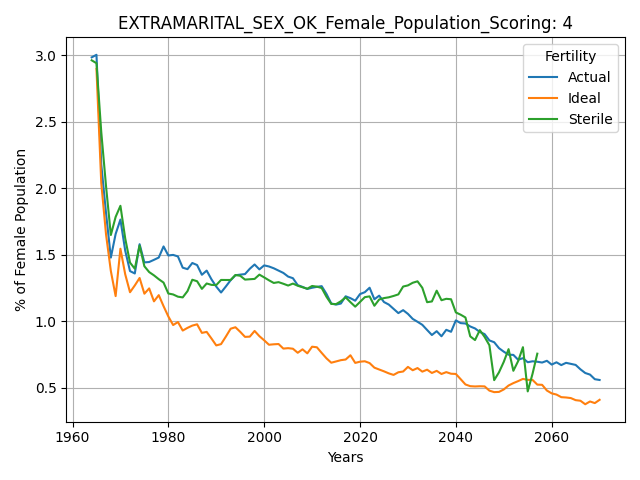 EXTRAMARITAL_SEX_OK_Female_Population_Scoring: 4
Fertility
Actual
Ideal
Sterile
% of Female Population
3.0
2.5
2.0
1.5
1.0
0.5
1960 1980 2000 2020 2040 2060
Years